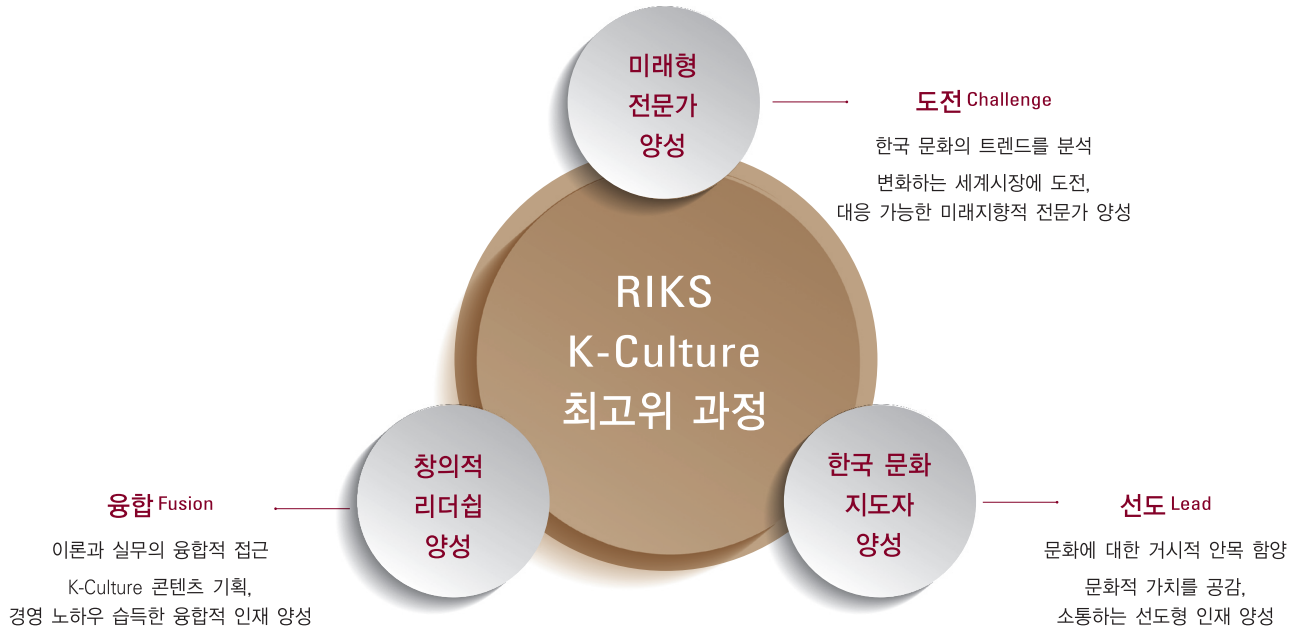 미래형
전문가
양성
도전 Challenge
한국 문화의 트렌드를 분석
변화하는 세계시장에 도전,
대응 가능한 미래지향적 전문가 양성
RIKS
K-Culture
최고위 과정
창의적
리더쉽
양성
융합 Fusion
이론과 실무의 융합적 접근
K-Culture 콘텐츠 기획,
경영 노하우 습득한 융합적 인재 양성
한국 문화
지도자
양성
선도 Lead
문화에 대한 거시적 안목 함양
문화적 가치를 공감,
소통하는 선도형 인재 양성